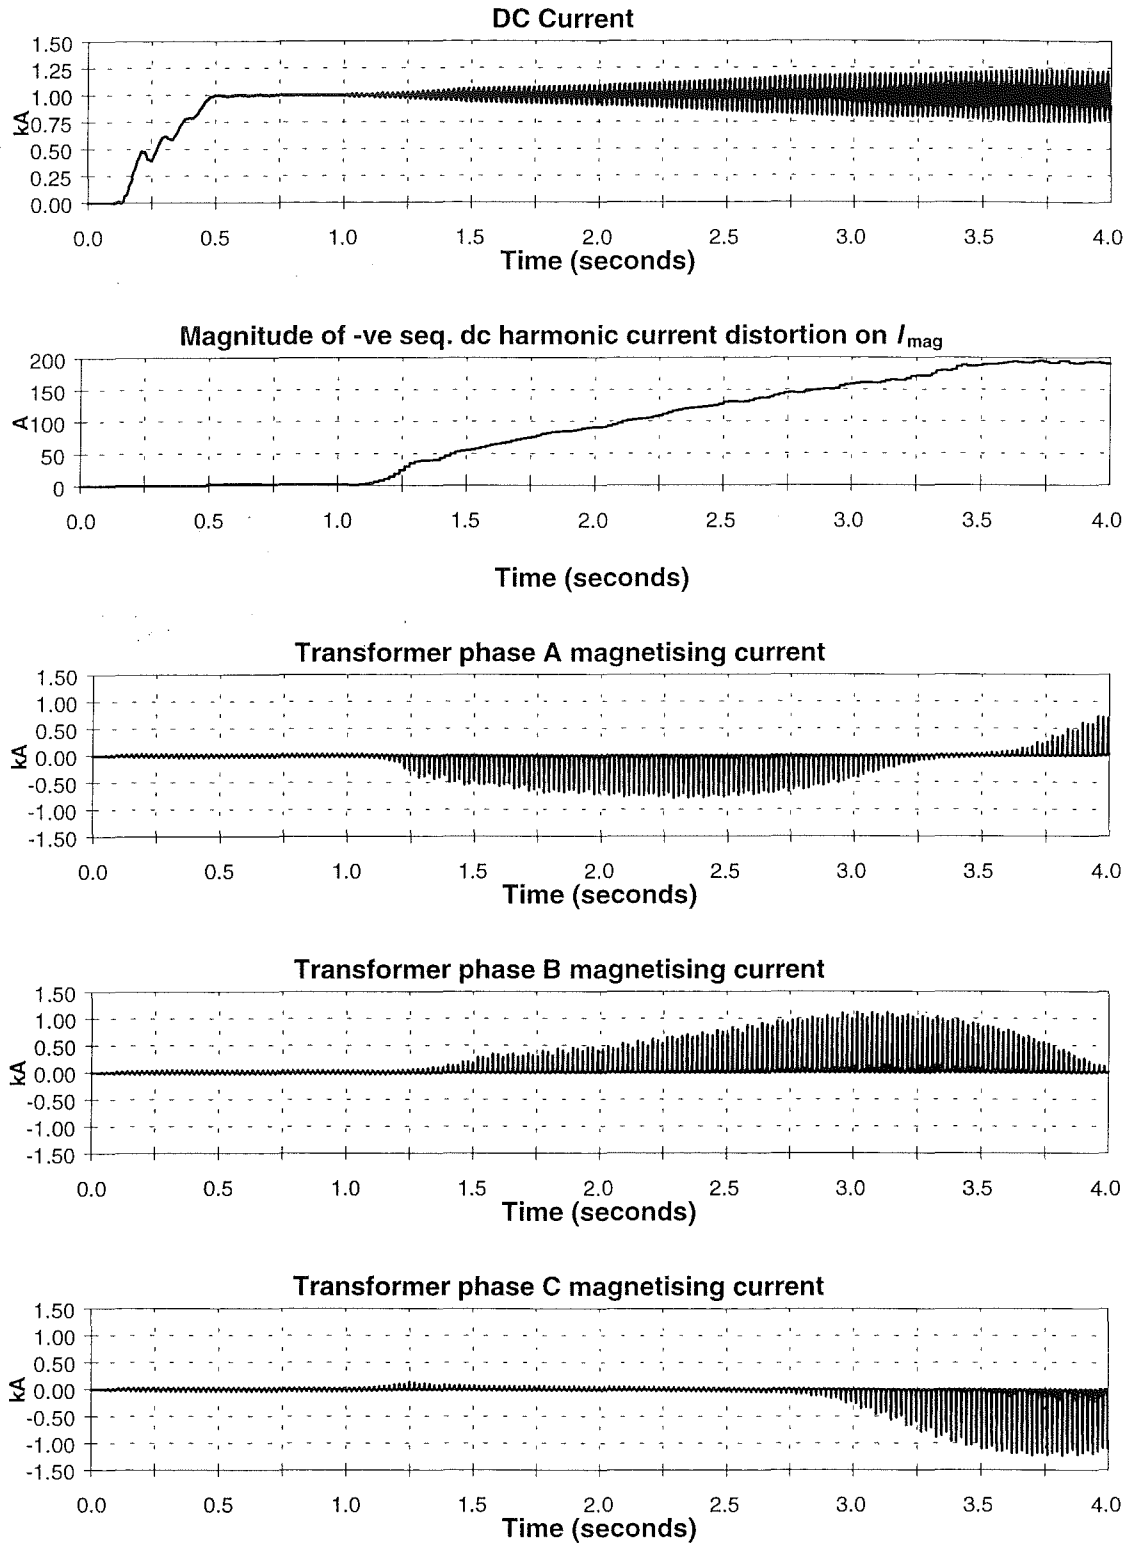 DC Current
1.50
1.25
1.00
0.75
0.50
0.25
0.00
kA
0.0 0.5 1.0 1.5 2.0 2.5 3.0 3.5 4.0
Time (seconds)
Magnitude of -ve seq. dc harmonic current distortion on Imag
200
150
100
50
0
A
0.0 0.5 1.0 1.5 2.0 2.5 3.0 3.5 4.0
Time (seconds)
Transformer phase A magnetising current
1.50
1.00
0.50
0.00
-0.50
-1.00
-1.50
kA
0.0 0.5 1.0 1.5 2.0 2.5 3.0 3.5 4.0
Time (seconds)
Transformer phase B magnetising current
1.50
1.00
0.50
0.00
-0.50
-1.00
-1.50
kA
0.0 0.5 1.0 1.5 2.0 2.5 3.0 3.5 4.0
Time (seconds)
Transformer phase C magnetising current
1.50
1.00
0.50
0.00
-0.50
-1.00
-1.50
kA
0.0 0.5 1.0 1.5 2.0 2.5 3.0 3.5 4.0
Time (seconds)